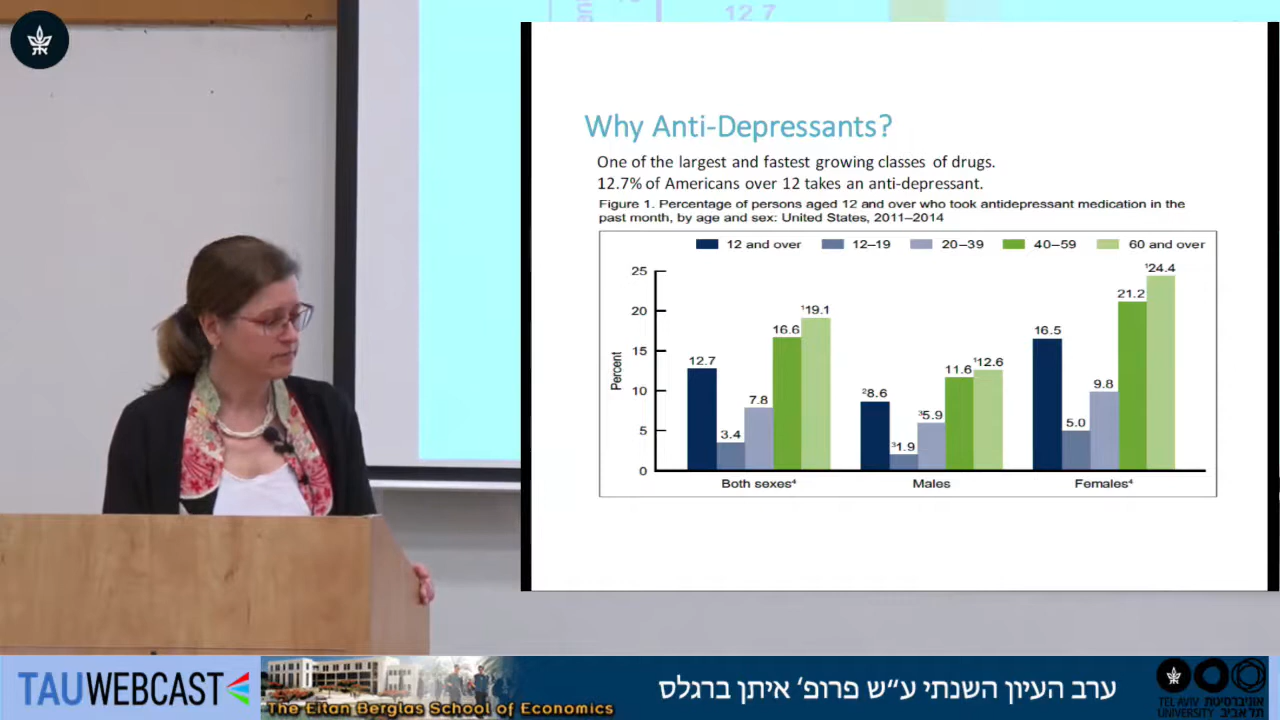 12.7
Why Anti-Depressants?
One of the largest and fastest growing classes of drugs.
12.7% of Americans over 12 takes an anti-depressant.
Figure 1. Percentage of persons aged 12 and over who took antidepressant medication in the
past month, by age and sex: United States, 2011–2014
12 and over 12–19 20–39 40–59 60 and over
Percent
25
20
15
10
5
0
12.7 3.4 7.8 16.6 ¹19.1
²8.6 ³1.9 ³5.9 11.6 ¹12.6
16.5 5.0 9.8 21.2 ¹24.4
Both sexes⁴ Males Females⁴
TAUWEBCAST
The Eitan Berglas School of Economics
ערב העיון השנתי ע״ש פרופ׳ איתן ברגלס
TEL AVIV אוניברסיטת
UNIVERSITY תל אביב